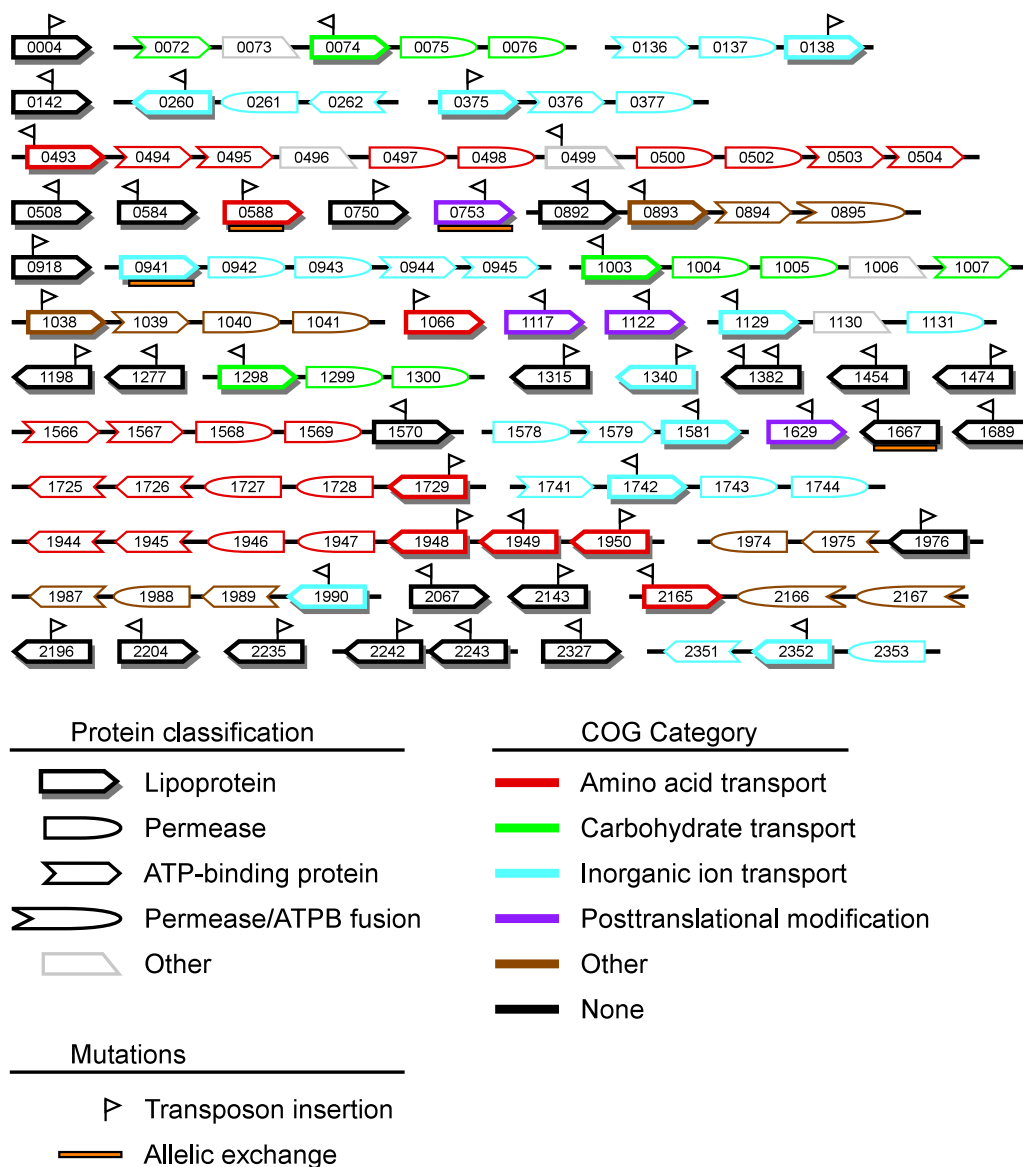 0004 0072 0073 0074 0075 0076 0136 0137 0138
0142 0260 0261 0262 0375 0376 0377
0493 0494 0495 0496 0497 0498 0499 0500 0502 0503 0504
0508 0584 0588 0750 0753 0892 0893 0894 0895
0918 0941 0942 0943 0944 0945 1003 1004 1005 1006 1007
1038 1039 1040 1041 1066 1117 1122 1129 1130 1131
1198 1277 1298 1299 1300 1315 1340 1382 1454 1474
1566 1567 1568 1569 1570 1578 1579 1581 1629 1667 1689
1725 1726 1727 1728 1729 1741 1742 1743 1744
1944 1945 1946 1947 1948 1949 1950 1974 1975 1976
1987 1988 1989 1990 2067 2143 2165 2166 2167
2196 2204 2235 2242 2243 2327 2351 2352 2353
Protein classification
Lipoprotein
Permease
ATP-binding protein
Permease/ATPB fusion
Other
COG Category
Amino acid transport
Carbohydrate transport
Inorganic ion transport
Posttranslational modification
Other
None
Mutations
Transposon insertion
Allelic exchange